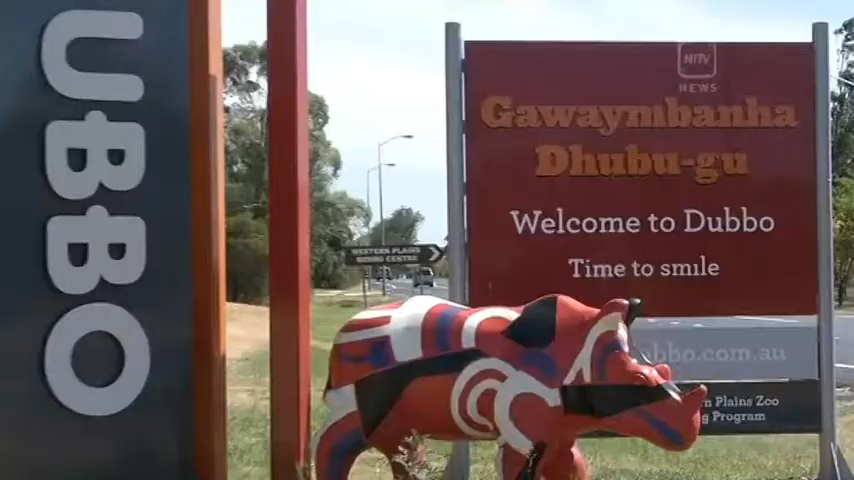 UBBO
NITV
NEWS
Gawaymbanha
Dhubu-gu
Welcome to Dubbo
Time to smile
WESTERN PLAINS
RIDING CENTRE
bbo.com.au
rn Plains Zoo
g Program